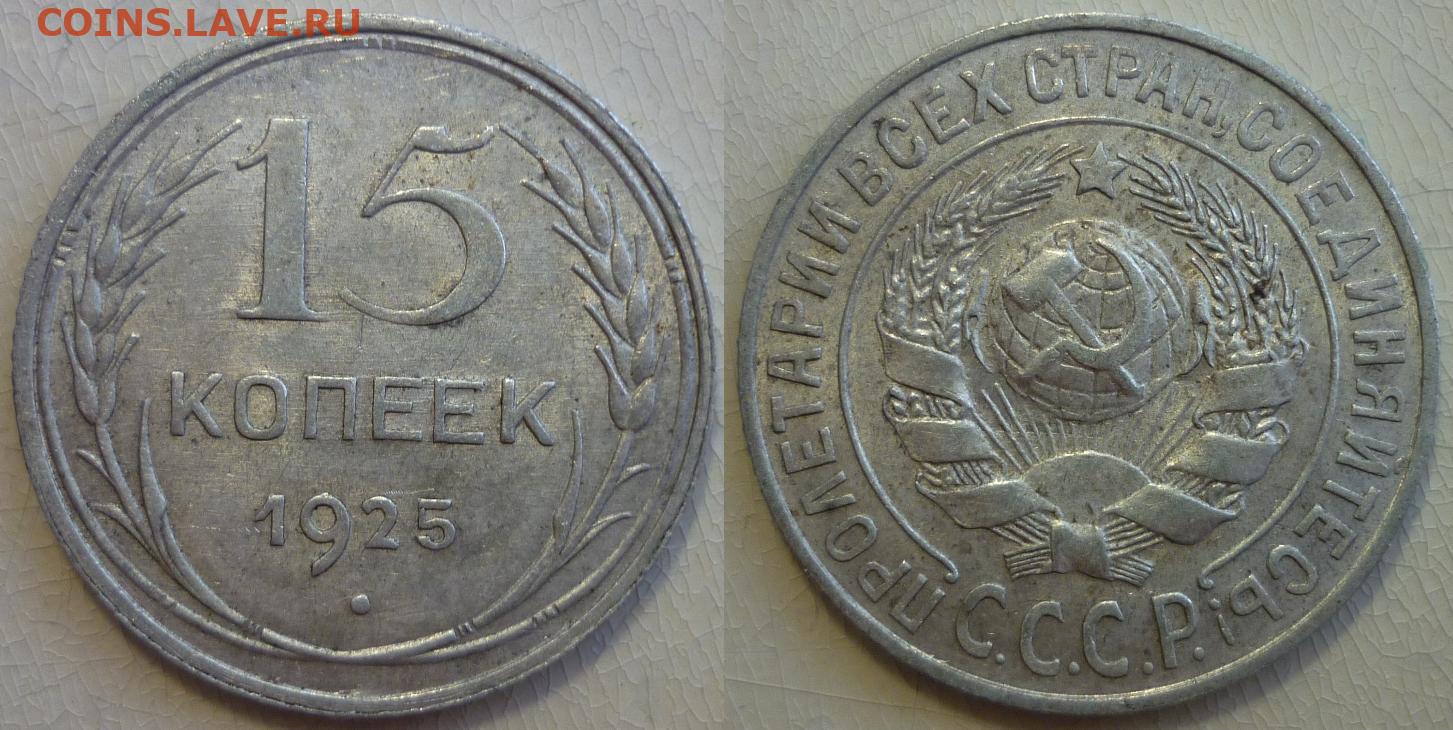 COINS.LAVE.RU
15
КОПЕЕК
1925
ПРОЛЕТАРИИ ВСЕХ СТРАН, СОЕДИНЯЙТЕСЬ!
С.С.С.Р.